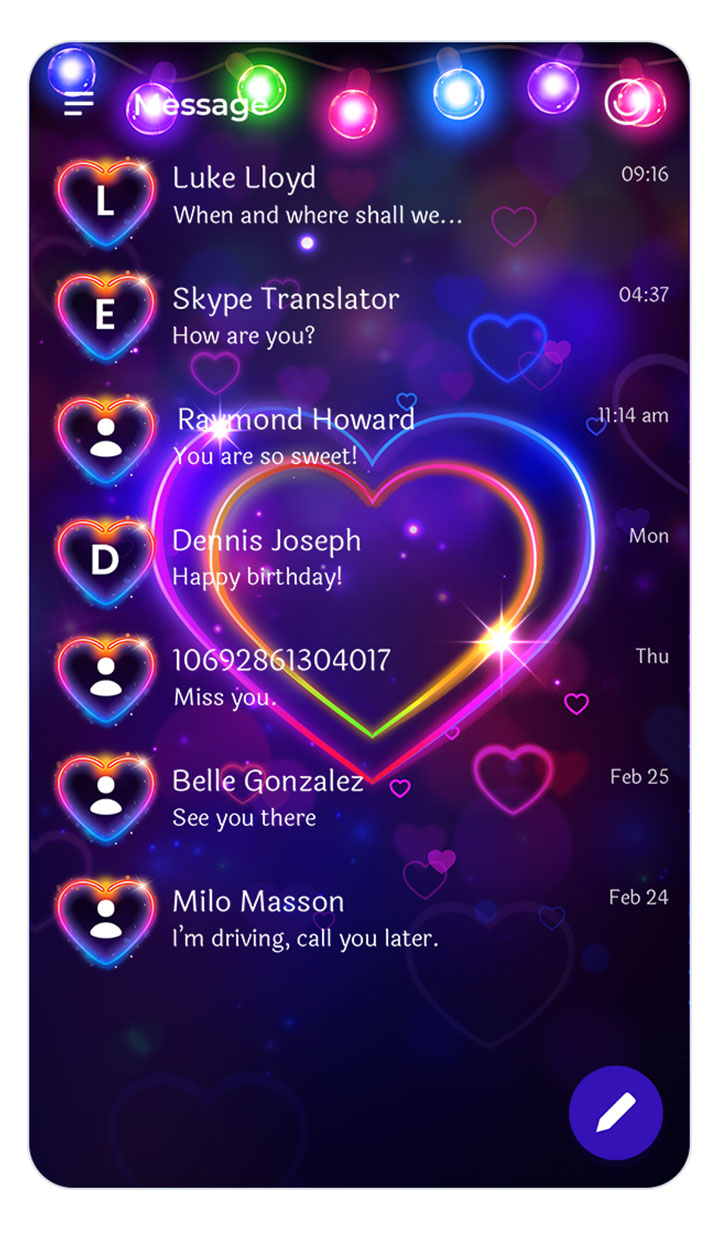 Message
L
Luke Lloyd
09:16
When and where shall we...
E
Skype Translator
04:37
How are you?
Raymond Howard
11:14 am
You are so sweet!
D
Dennis Joseph
Mon
Happy birthday!
10692861304017
Thu
Miss you.
Belle Gonzalez
Feb 25
See you there
Milo Masson
Feb 24
I'm driving, call you later.